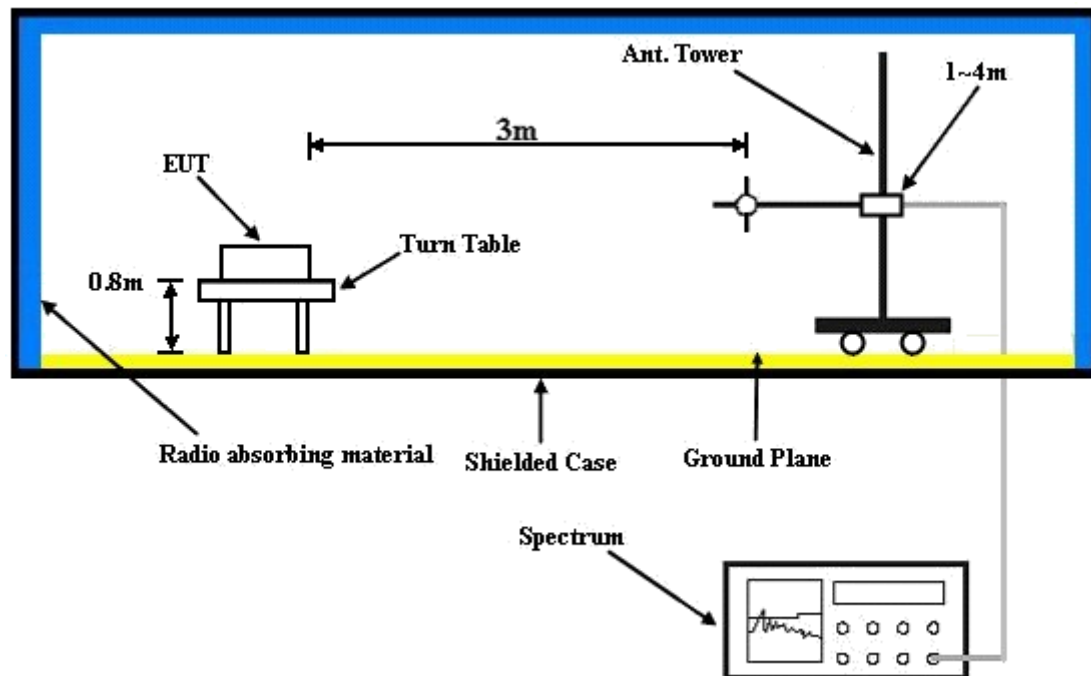 Ant. Tower
1~4m
3m
EUT
Turn Table
0.8m
Radio absorbing material
Shielded Case
Ground Plane
Spectrum